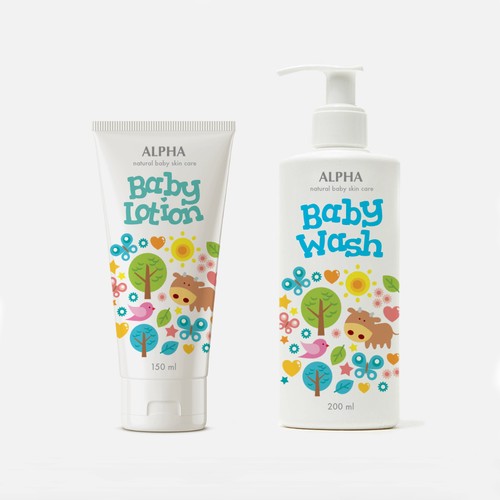 ALPHA
natural baby skin care
Baby
Lotion
150 ml
ALPHA
natural baby skin care
Baby
Wash
200 ml